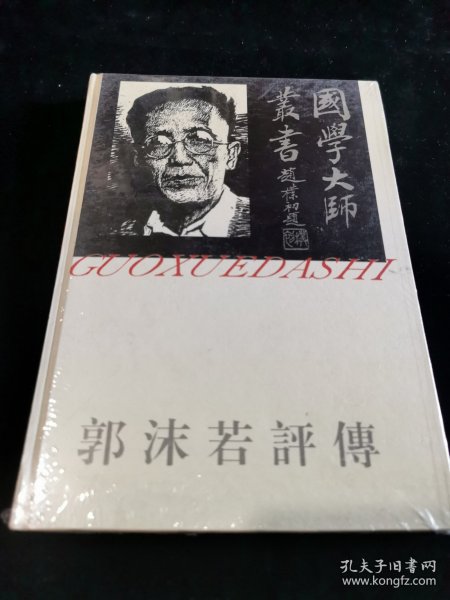 國學大師
叢書
趙樸初題
GUOXUEDASHI
郭沫若評傳
孔夫子旧书网
www.kongfz.com